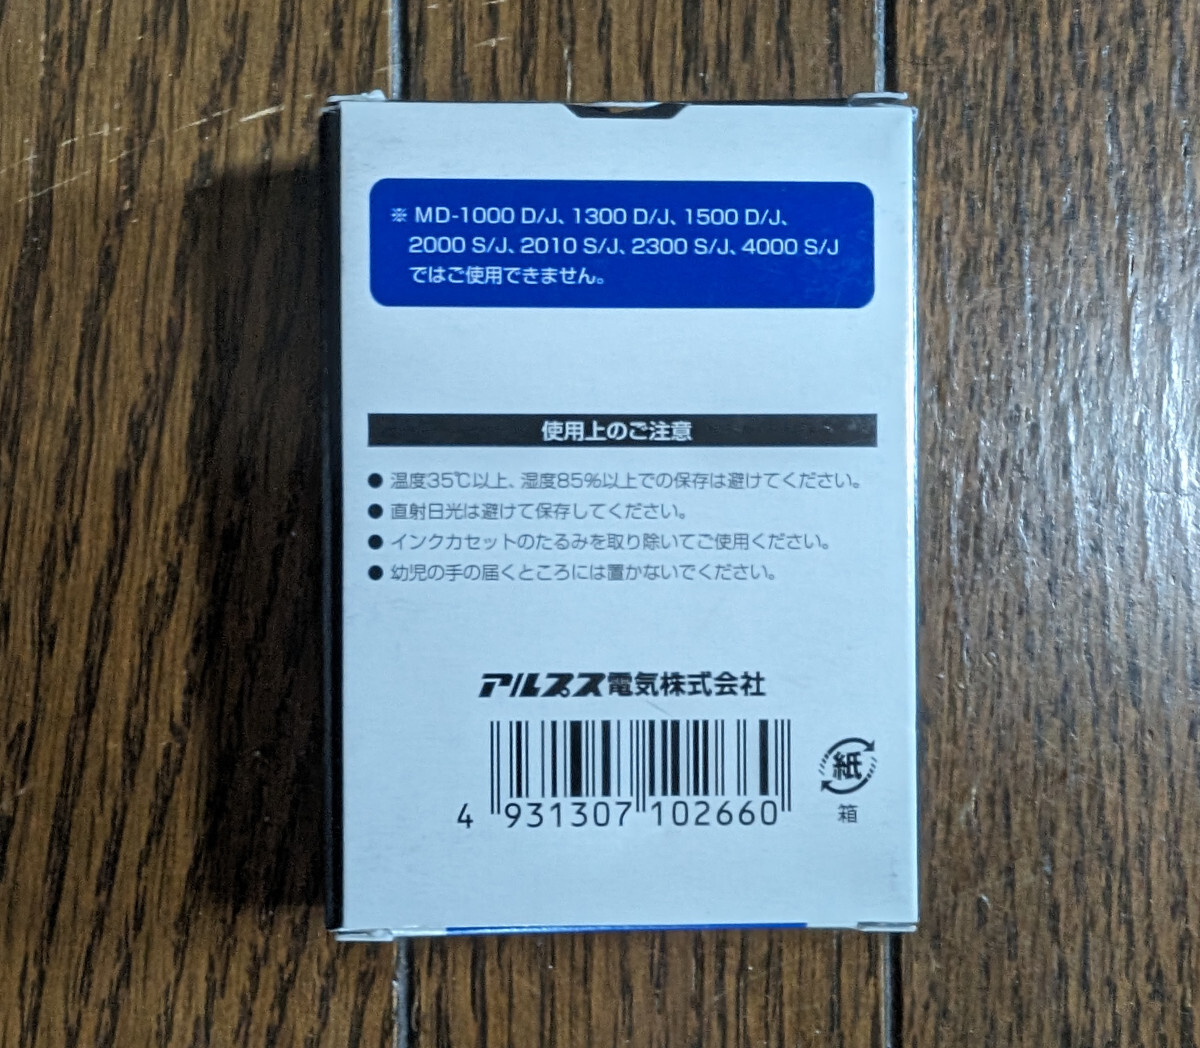 ※ MD-1000 D/J、1300 D/J、1500 D/J、
2000 S/J、2010 S/J、2300 S/J、4000 S/J
ではご使用できません。
使用上のご注意
● 温度35℃以上、湿度85%以上での保存は避けてください。
● 直射日光は避けて保存してください。
● インクカセットのたるみを取り除いてご使用ください。
● 幼児の手の届くところには置かないでください。
アルプス電気株式会社
4 931307 102660
紙
箱